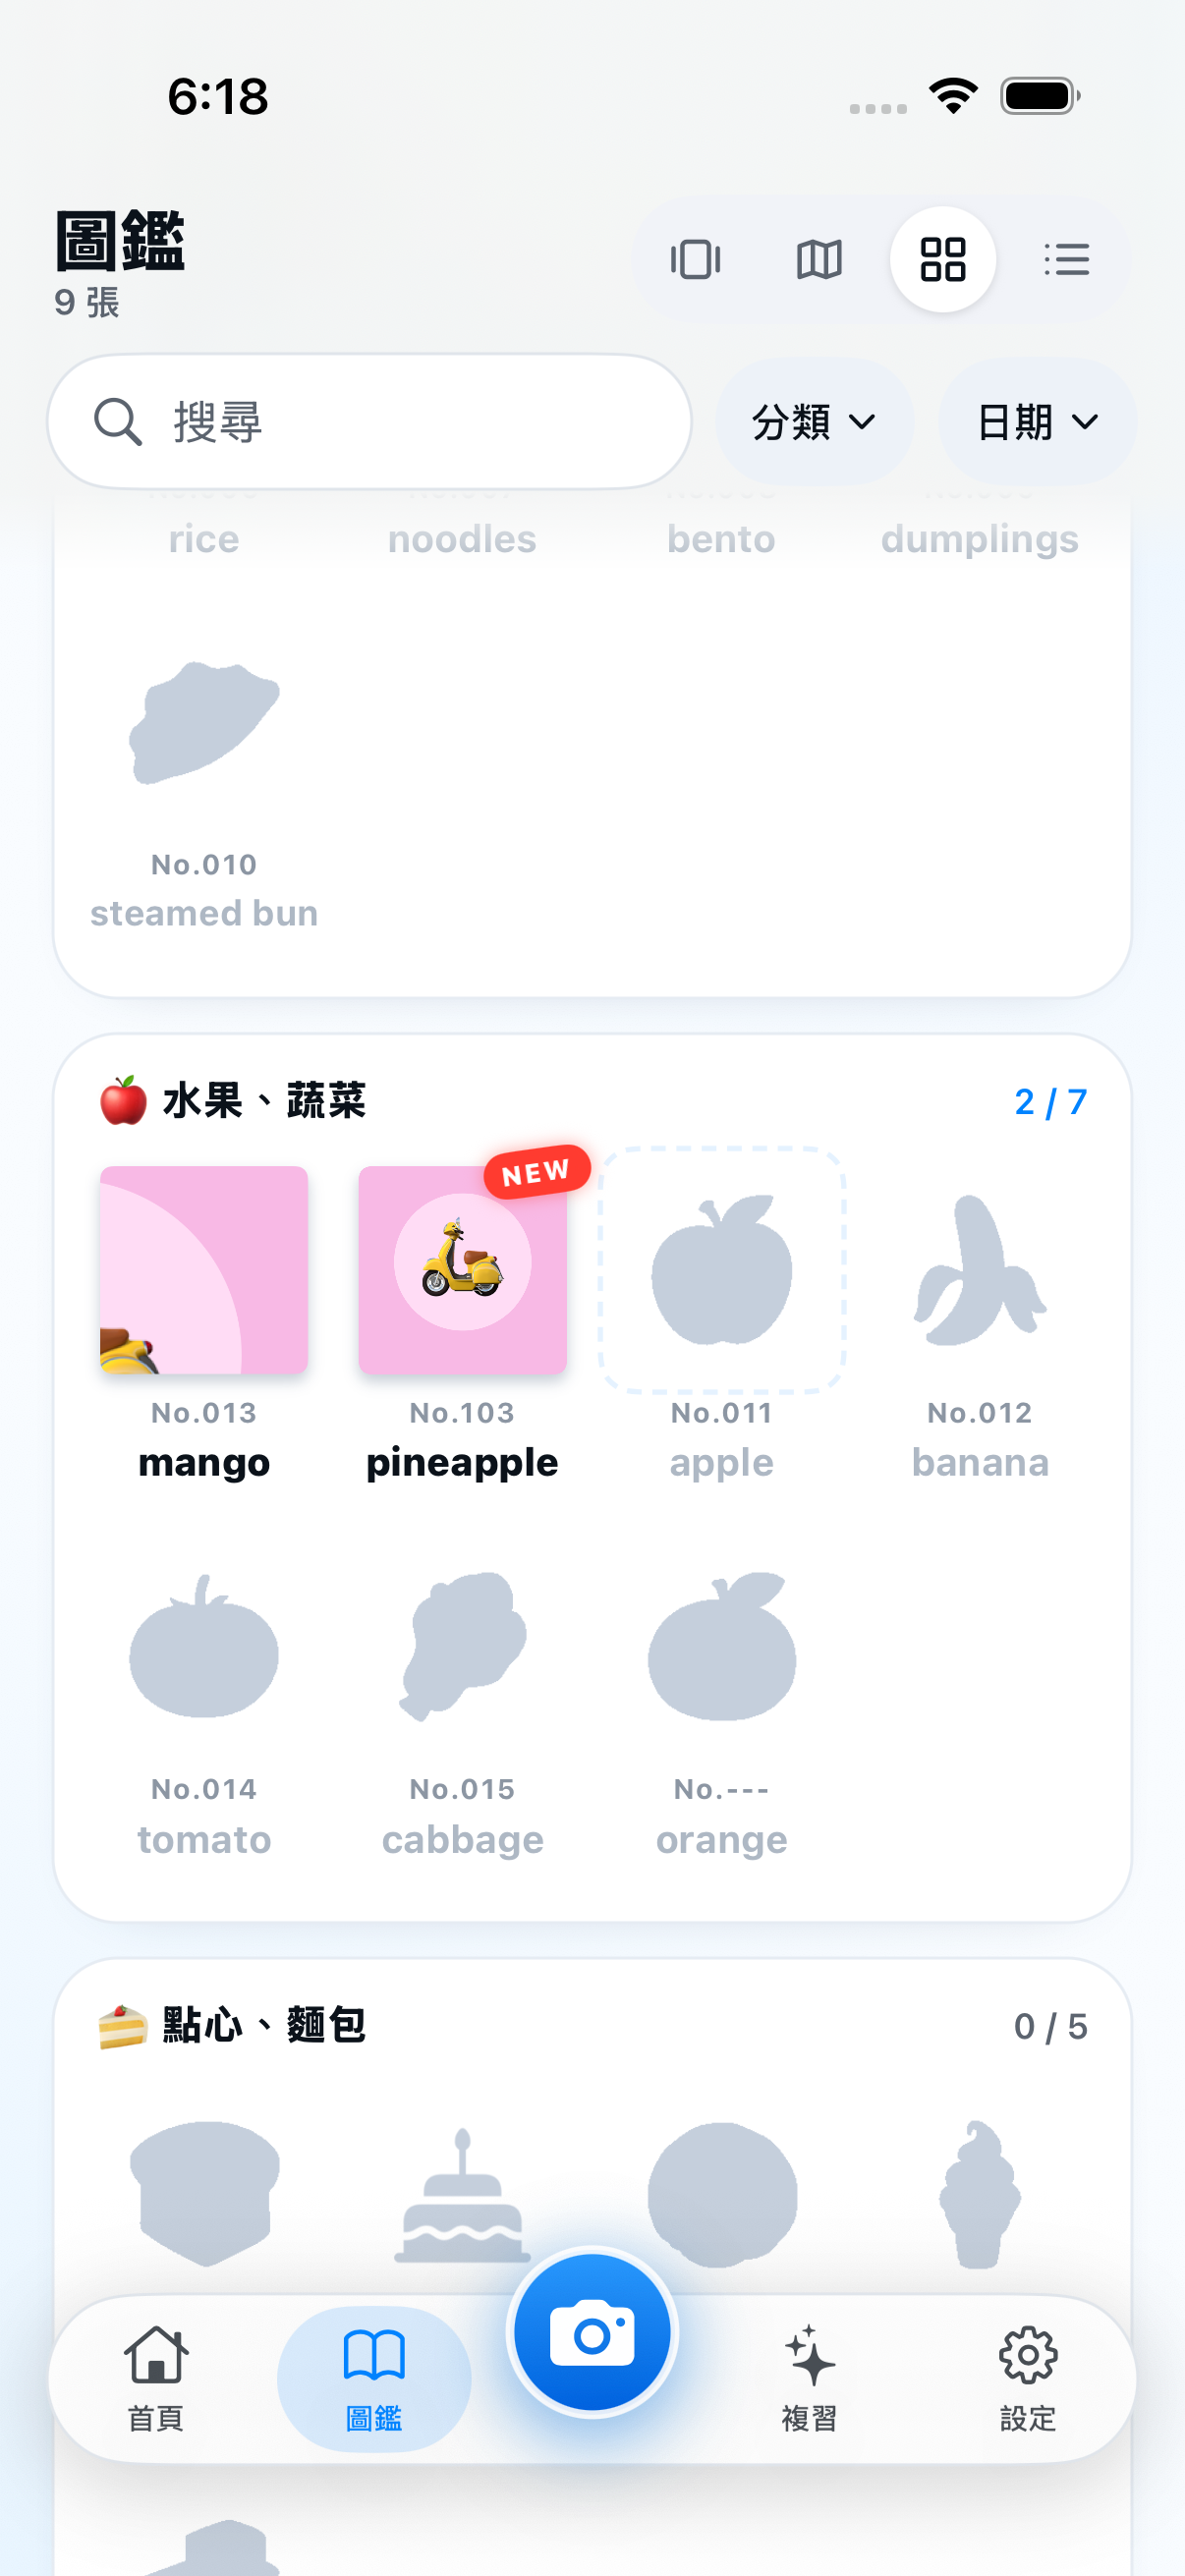 6:18
圖鑑
9 張
搜尋
分類
日期
rice noodles bento dumplings
No.010
steamed bun
水果、蔬菜
2 / 7
NEW
No.013 No.103 No.011 No.012
mango pineapple apple banana
No.014 No.015 No.---
tomato cabbage orange
點心、麵包
0 / 5
首頁 圖鑑 複習 設定